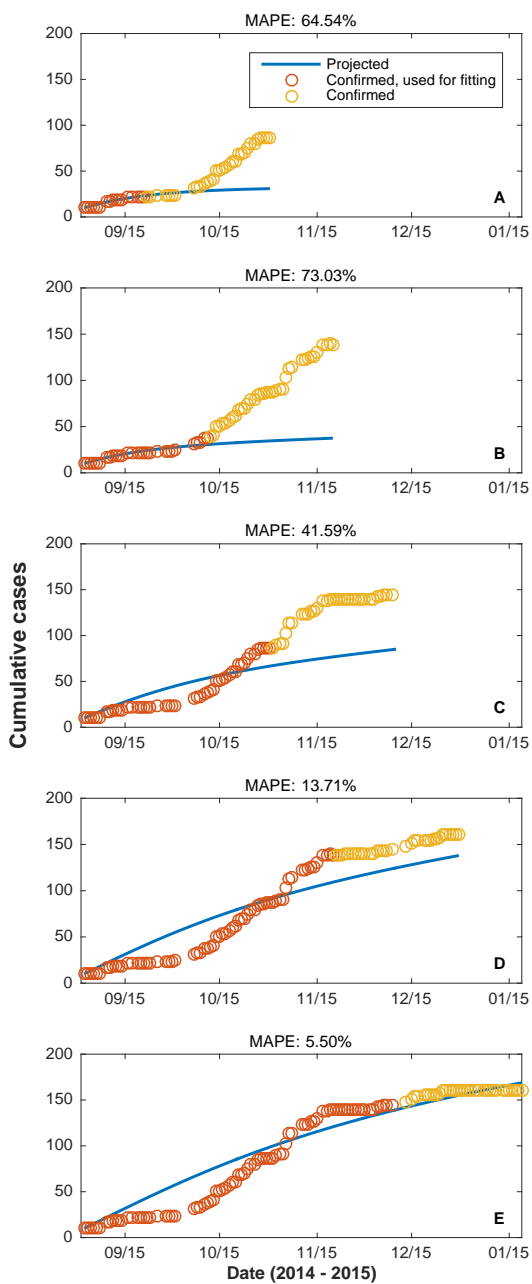 MAPE: 64.54%
200
150
100
50
0
Projected
Confirmed, used for fitting
Confirmed
A
09/15 10/15 11/15 12/15 01/15
MAPE: 73.03%
200
150
100
50
0
B
09/15 10/15 11/15 12/15 01/15
MAPE: 41.59%
200
150
100
50
0
C
09/15 10/15 11/15 12/15 01/15
Cumulative cases
MAPE: 13.71%
200
150
100
50
0
D
09/15 10/15 11/15 12/15 01/15
MAPE: 5.50%
200
150
100
50
0
E
09/15 10/15 11/15 12/15 01/15
Date (2014 - 2015)